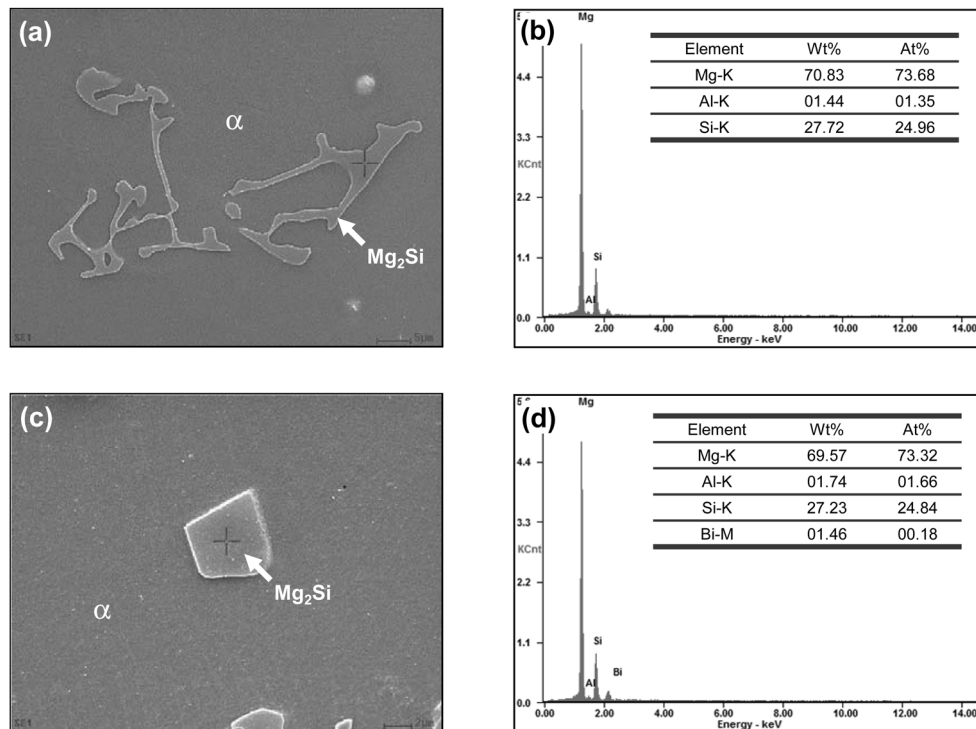 (a)
α
Mg₂Si
SE1
5μm
(b)
Mg
Element Wt% At%
Mg-K 70.83 73.68
Al-K 01.44 01.35
Si-K 27.72 24.96
4.4
3.3
KCnt
2.2
1.1
0.0
Si
Al
0.00 2.00 4.00 6.00 8.00 10.00 12.00 14.00
Energy - keV
(c)
α
Mg₂Si
SE1
2μm
(d)
Mg
Element Wt% At%
Mg-K 69.57 73.32
Al-K 01.74 01.66
Si-K 27.23 24.84
Bi-M 01.46 00.18
4.4
3.3
KCnt
2.2
1.1
0.0
Si
Al
Bi
0.00 2.00 4.00 6.00 8.00 10.00 12.00 14.00
Energy - keV